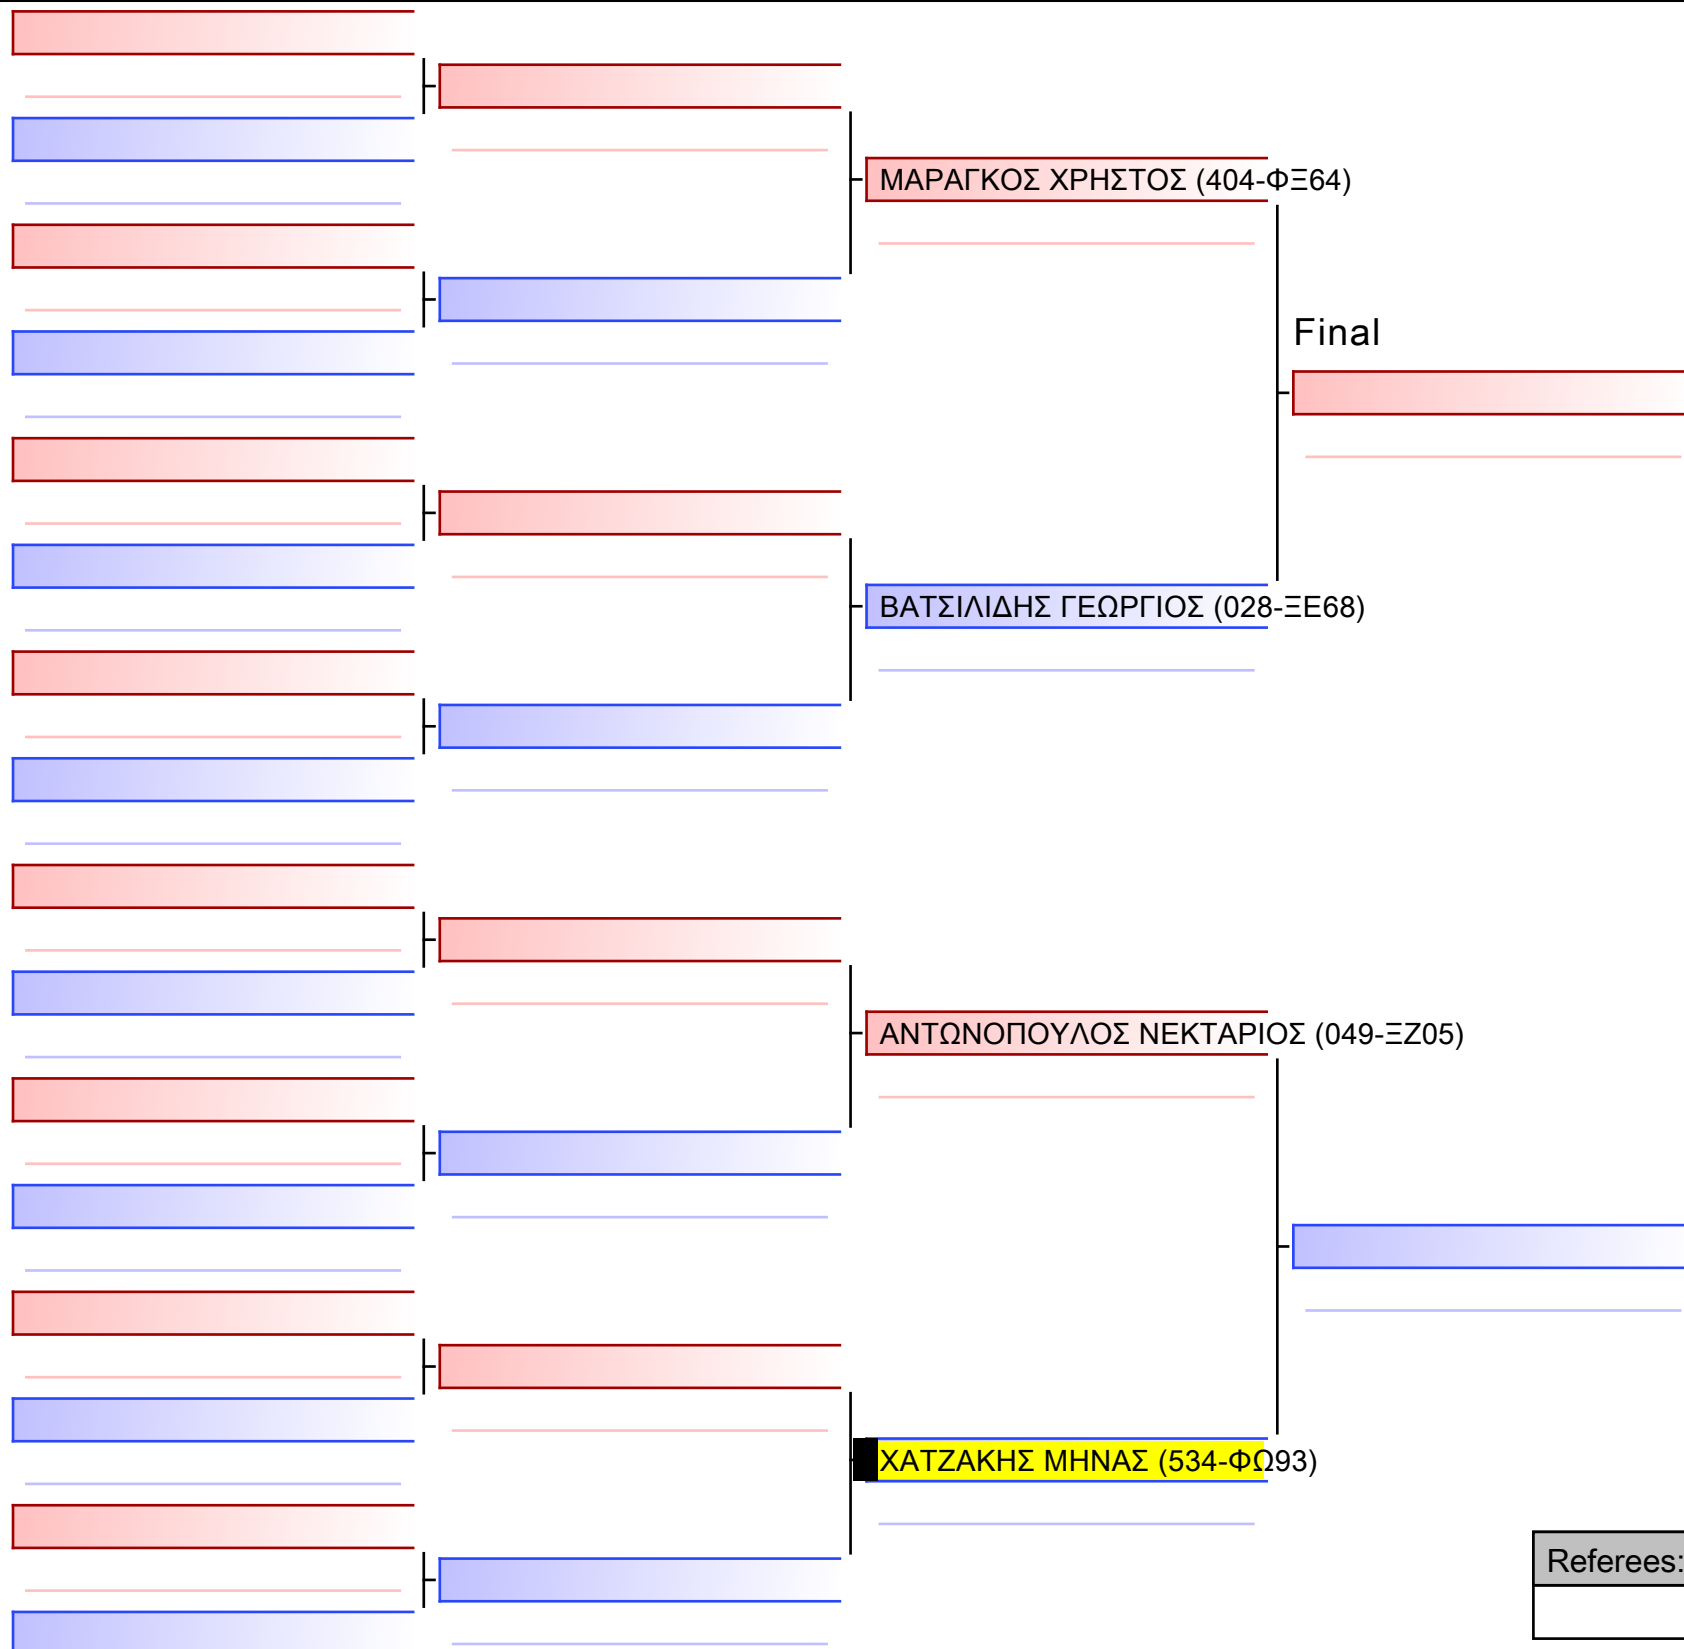 ΜΑΡΑΓΚΟΣ ΧΡΗΣΤΟΣ (404-ΦΞ64)
Final
ΒΑΤΣΙΛΙΔΗΣ ΓΕΩΡΓΙΟΣ (028-ΞΕ68)
ΑΝΤΩΝΟΠΟΥΛΟΣ ΝΕΚΤΑΡΙΟΣ (049-ΞΖ05)
ΧΑΤΖΑΚΗΣ ΜΗΝΑΣ (534-ΦΩ93)
Referees: